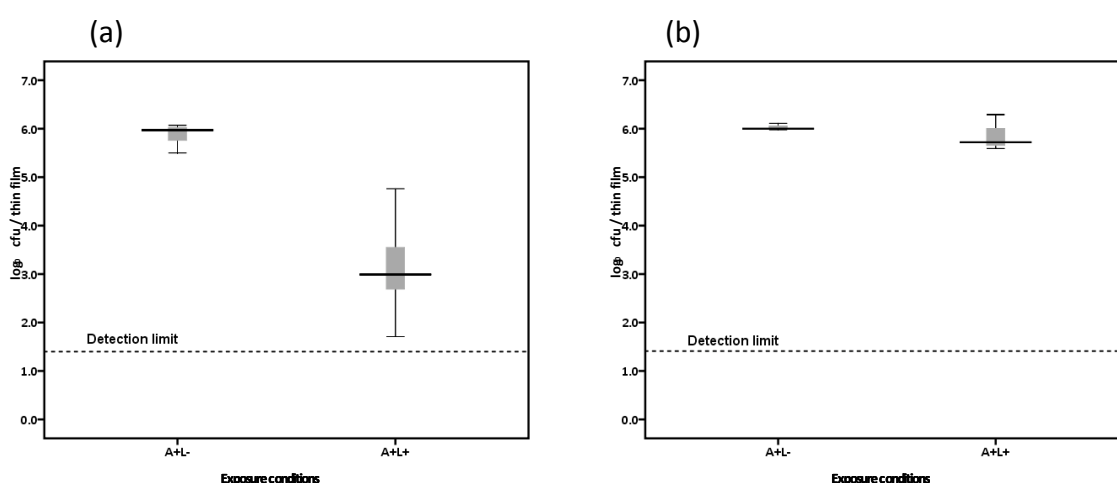 (a)
7.0
6.0
5.0
4.0
3.0
2.0
1.0
0.0
cfu / thin film
Detection limit
A+L-
A+L+
Exposure conditions
(b)
7.0
6.0
5.0
4.0
3.0
2.0
1.0
0.0
cfu / thin film
Detection limit
A+L-
A+L+
Exposure conditions